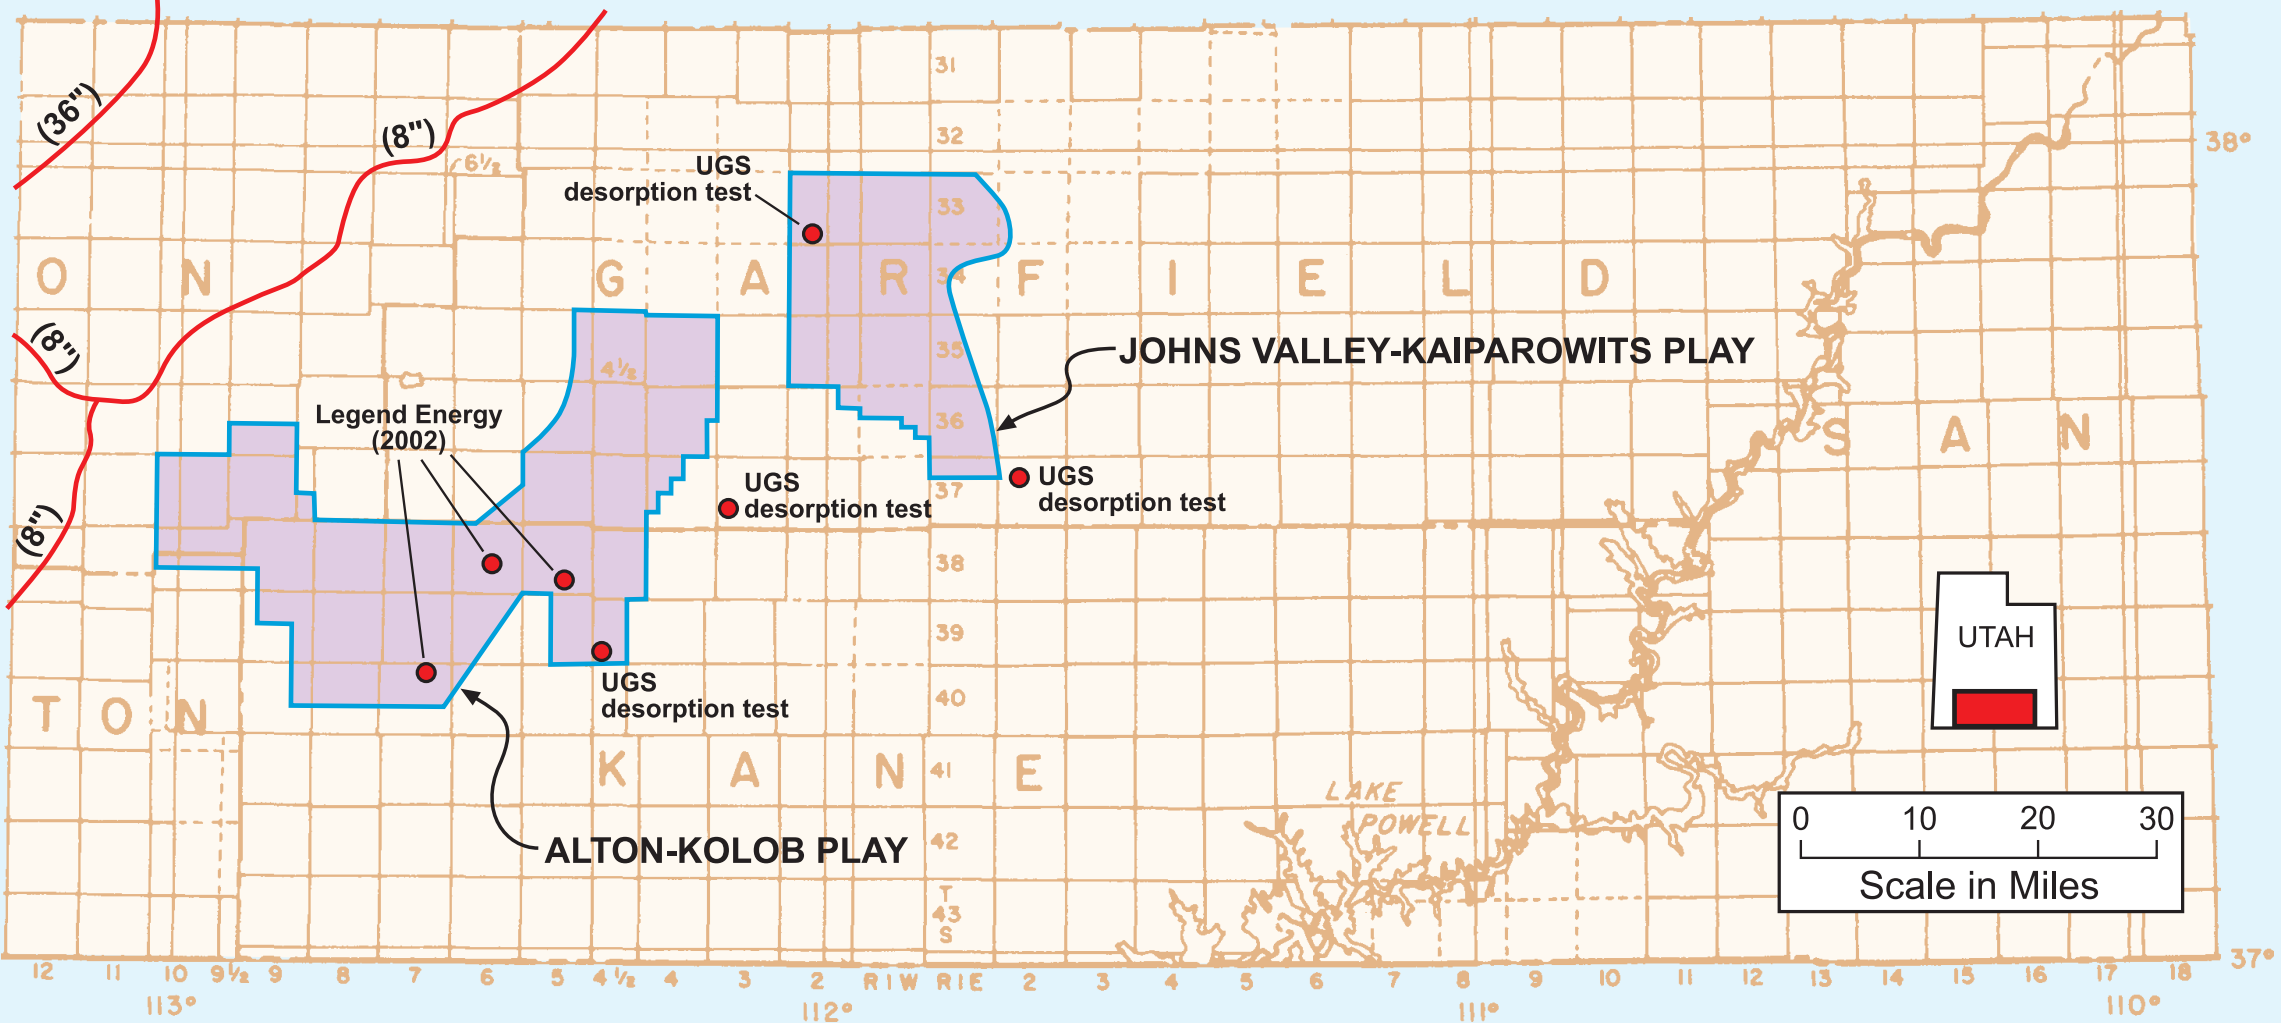 31
(36")
(8")
32
38°
6½
UGS
desorption test
33
O N
G A R F I E L D
34
(8")
35
JOHNS VALLEY-KAIPAROWITS PLAY
4½
Legend Energy
(2002)
36
S A N
UGS
desorption test
UGS
desorption test
37
(8")
38
39
UTAH
UGS
desorption test
40
T O N
K A N E
41
LAKE
POWELL
0 10 20 30
Scale in Miles
ALTON-KOLOB PLAY
42
T
43
S
37°
12 11 10 9½ 9 8 7 6 5 4½ 4 3 2 R1W R1E 2 3 4 5 6 7 8 9 10 11 12 13 14 15 16 17 18
113° 112° 111° 110°